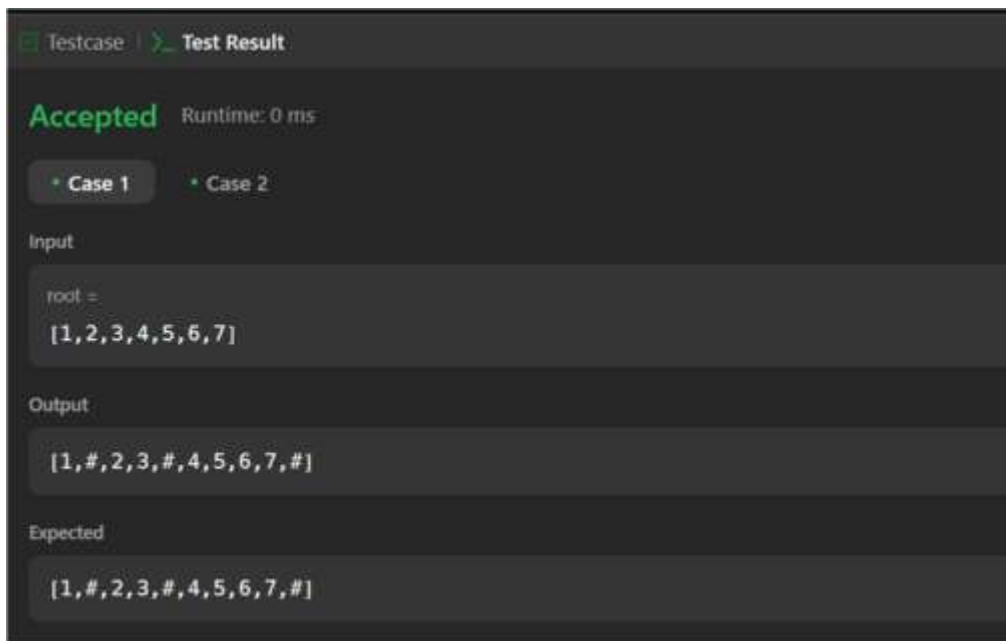 Testcase | >_ Test Result
Accepted Runtime: 0 ms
• Case 1 • Case 2
Input
root =
[1,2,3,4,5,6,7]
Output
[1,#,2,3,#,4,5,6,7,#]
Expected
[1,#,2,3,#,4,5,6,7,#]